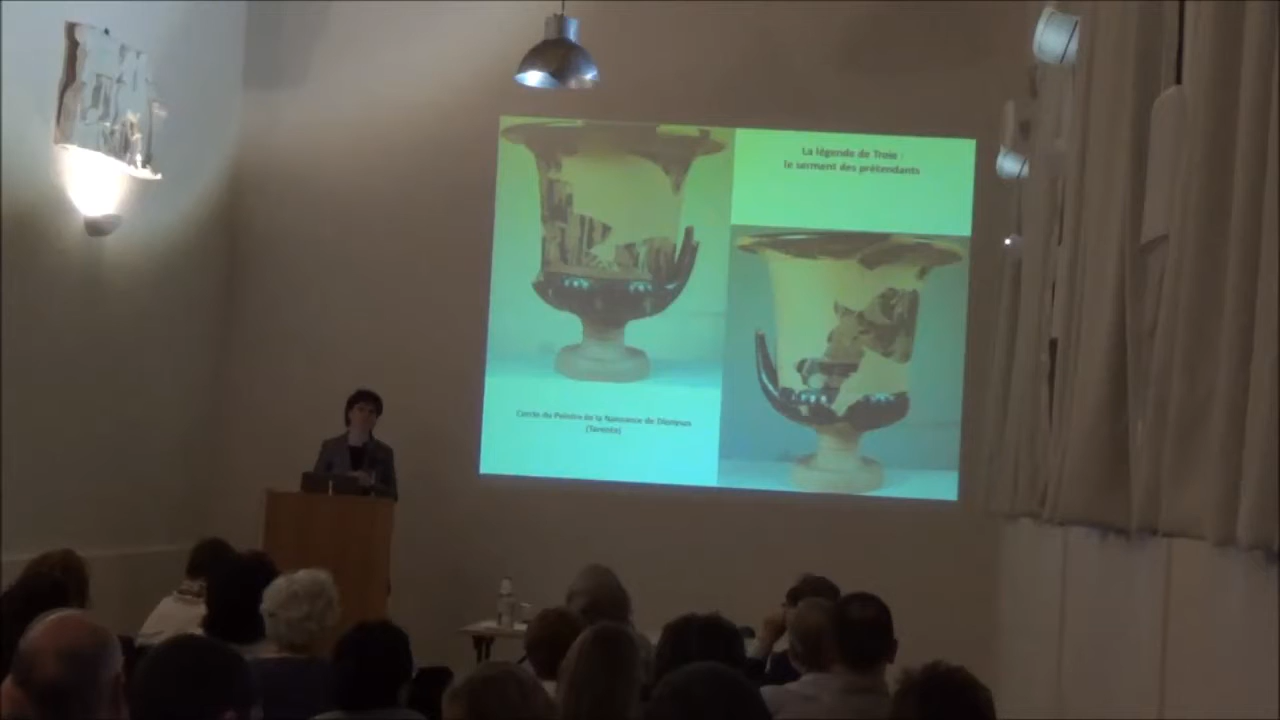 La légende de Troie :
le serment des prétendants
Cercle du Peintre de la Naissance de Dionysos
(Tarente)